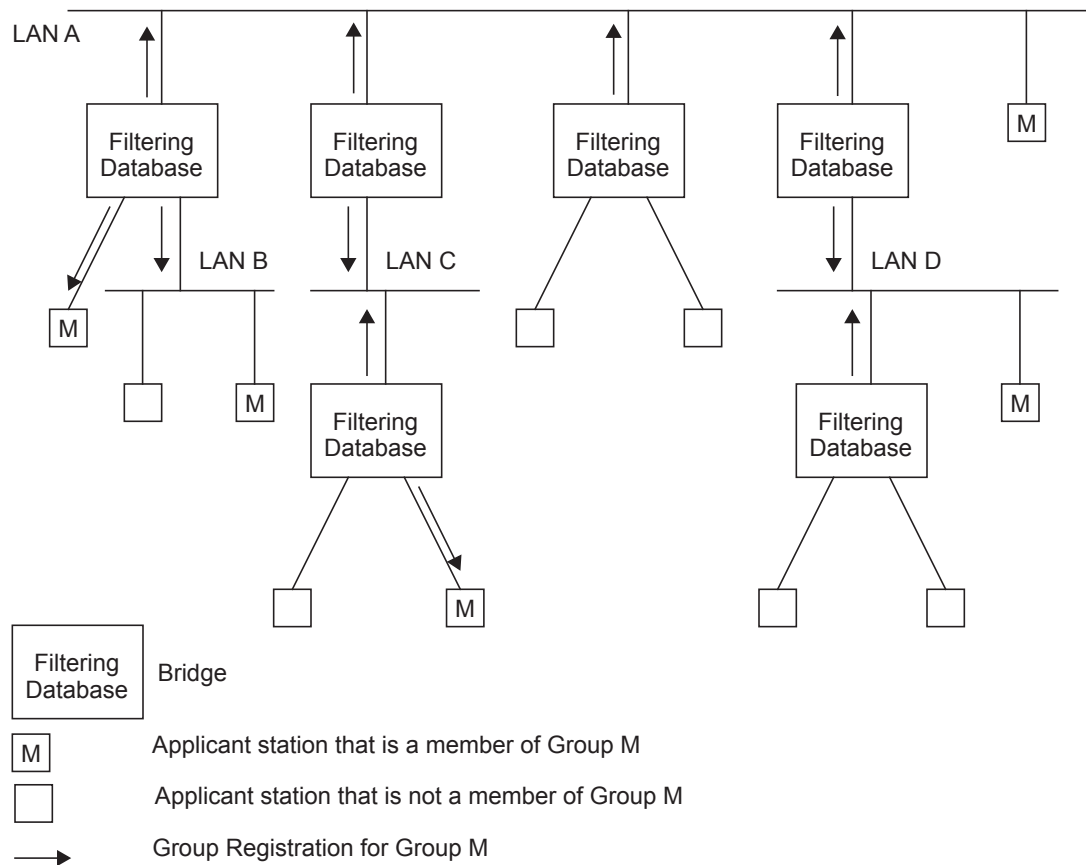 LAN A
Filtering
Database
Filtering
Database
Filtering
Database
Filtering
Database
M
LAN B
LAN C
LAN D
M
M
Filtering
Database
Filtering
Database
M
M
Filtering
Database
Bridge
M
Applicant station that is a member of Group M
Applicant station that is not a member of Group M
Group Registration for Group M